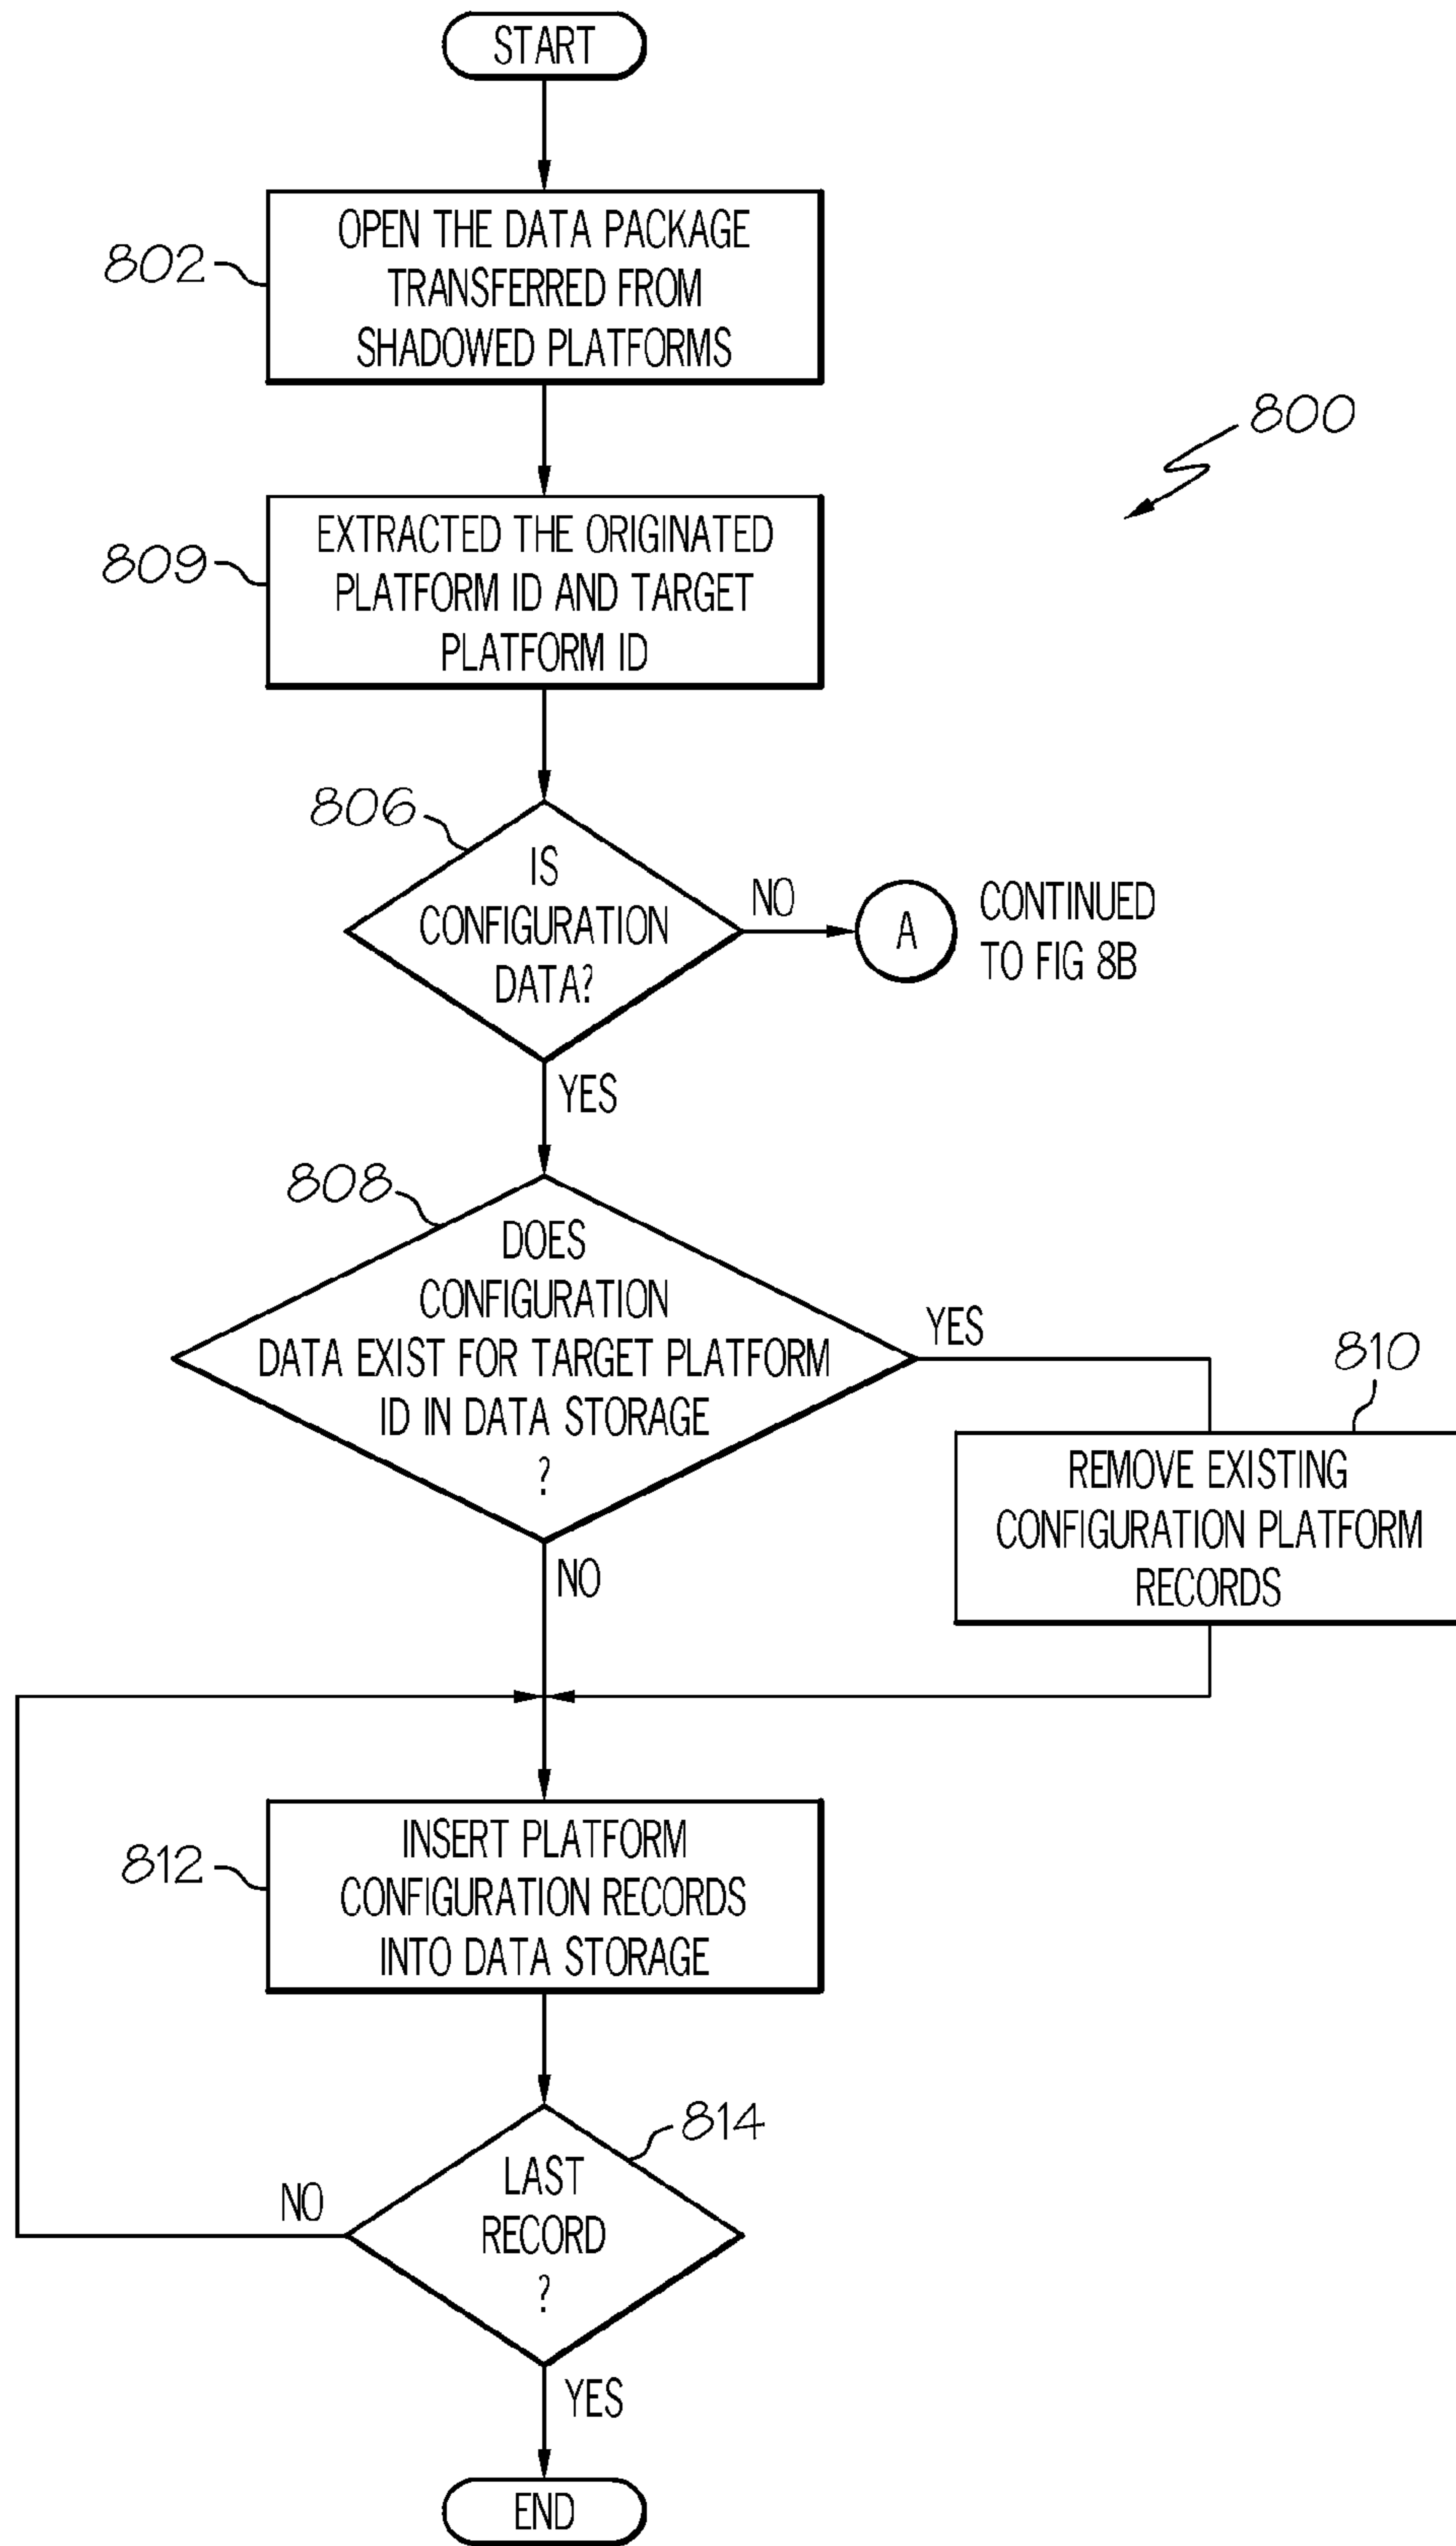 START
802
OPEN THE DATA PACKAGE
TRANSFERRED FROM
SHADOWED PLATFORMS
800
809
EXTRACTED THE ORIGINATED
PLATFORM ID AND TARGET
PLATFORM ID
806
IS
CONFIGURATION
DATA?
NO
A
CONTINUED
TO FIG 8B
YES
808
DOES
CONFIGURATION
DATA EXIST FOR TARGET PLATFORM
ID IN DATA STORAGE
?
YES
810
REMOVE EXISTING
CONFIGURATION PLATFORM
RECORDS
NO
812
INSERT PLATFORM
CONFIGURATION RECORDS
INTO DATA STORAGE
814
LAST
RECORD
?
NO
YES
END